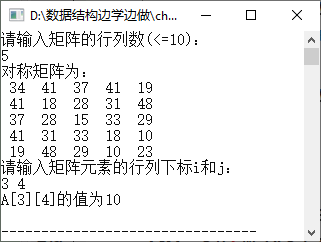 D:\数据结构边学边做\ch...
请输入矩阵的行列数(<=10):
5
对称矩阵为:
34 41 37 41 19
41 18 28 31 48
37 28 15 33 29
41 31 33 18 10
19 48 29 10 23
请输入矩阵元素的行列下标i和j:
3 4
A[3][4]的值为10
--------------------------------